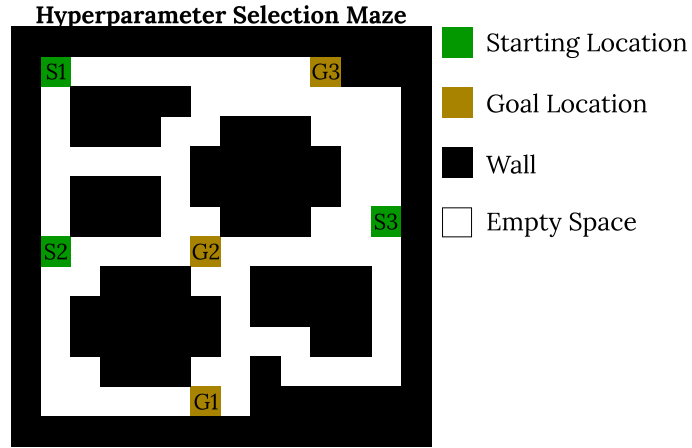 Hyperparameter Selection Maze
S1
G3
Starting Location
Goal Location
Wall
S3
Empty Space
S2
G2
G1